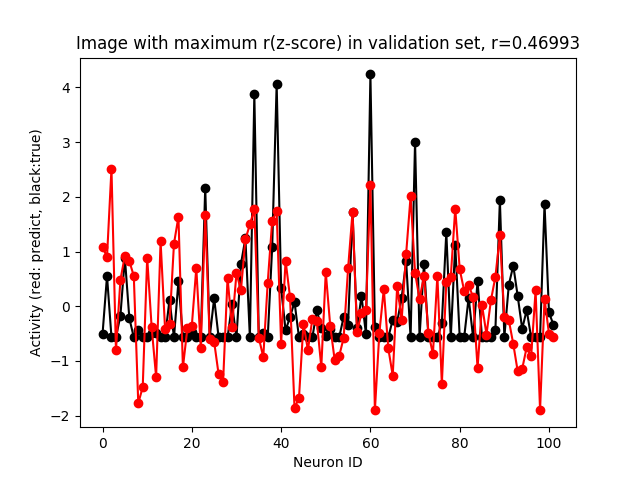 Image with maximum r(z-score) in validation set, r=0.46993
4
3
2
1
0
−1
−2
Activity (red: predict, black:true)
0 20 40 60 80 100
Neuron ID